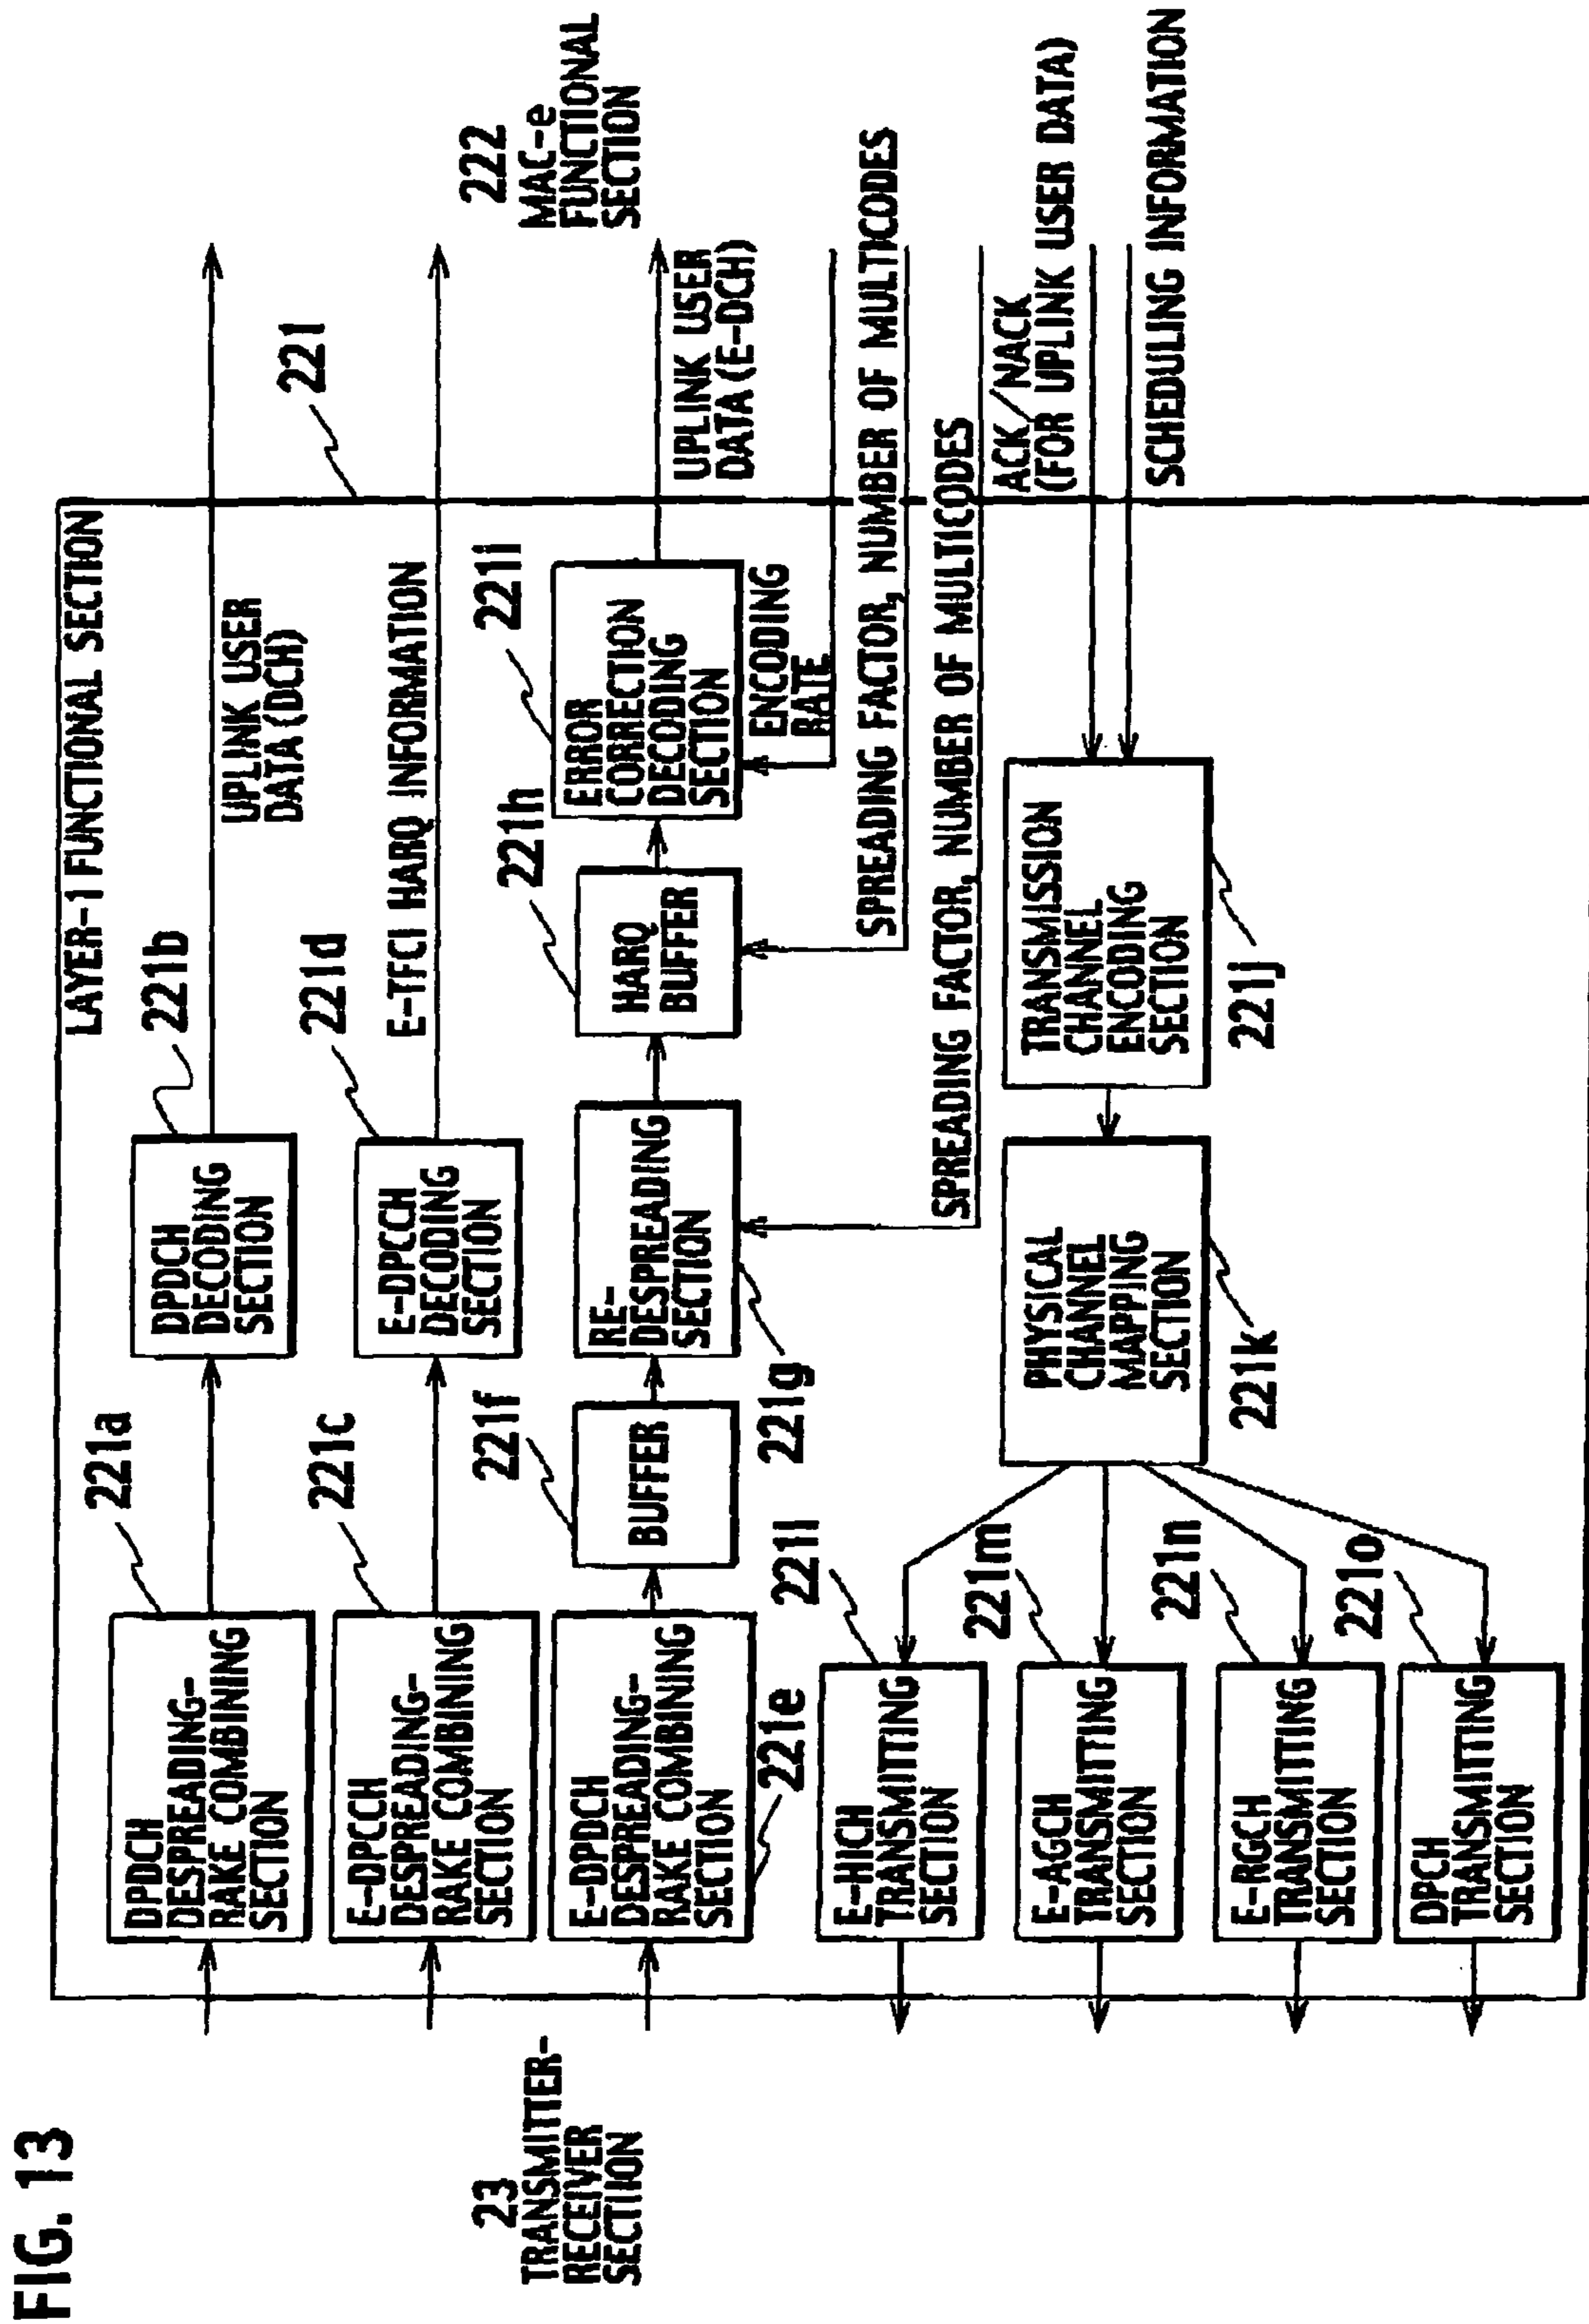 FIG. 13
LAYER-1 FUNCTIONAL SECTION
221
23
TRANSMITTER-
RECEIVER
SECTION
222
MAC-e
FUNCTIONAL
SECTION
221a
DPDCH
DESPREADING-
RAKE COMBINING
SECTION
221b
DPDCH
DECODING
SECTION
UPLINK USER
DATA (DCH)
221c
E-DPCCH
DESPREADING-
RAKE COMBINING
SECTION
221d
E-DPCCH
DECODING
SECTION
E-TFCI HARQ INFORMATION
E-DPDCH
DESPREADING-
RAKE COMBINING
SECTION
221e
221f
BUFFER
RE-
DESPREADING
SECTION
221g
221h
HARQ
BUFFER
221i
ERROR
CORRECTION
DECODING
SECTION
UPLINK USER
DATA (E-DCH)
ENCODING
RATE
SPREADING FACTOR, NUMBER OF MULTICODES
SPREADING FACTOR, NUMBER OF MULTICODES
ACK/NACK
(FOR UPLINK USER DATA)
SCHEDULING INFORMATION
TRANSMISSION
CHANNEL
ENCODING
SECTION
221j
PHYSICAL
CHANNEL
MAPPING
SECTION
221k
221l
E-HICH
TRANSMITTING
SECTION
221m
E-AGCH
TRANSMITTING
SECTION
221n
E-RGCH
TRANSMITTING
SECTION
221o
DPCH
TRANSMITTING
SECTION